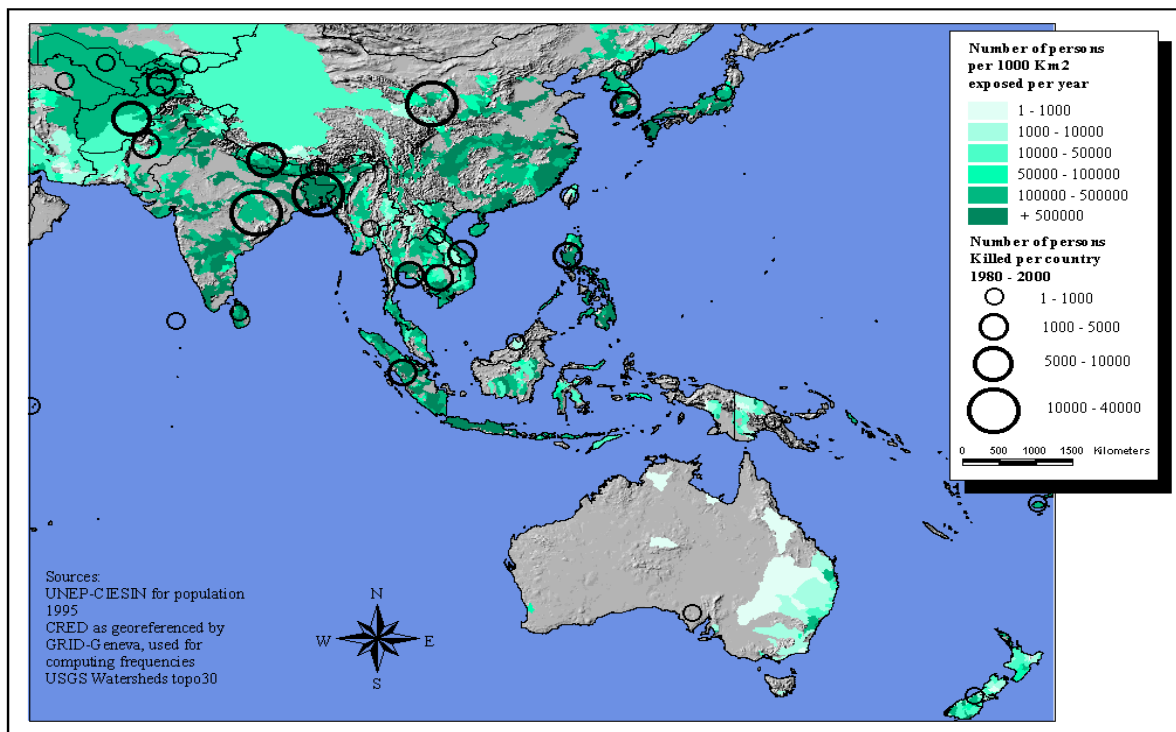 Number of persons
per 1000 Km2
exposed per year
1 - 1000
1000 - 10000
10000 - 50000
50000 - 100000
100000 - 500000
+ 500000
Number of persons
Killed per country
1980 - 2000
1 - 1000
1000 - 5000
5000 - 10000
10000 - 40000
0 500 1000 1500 Kilometers
Sources:
UNEP-CIESIN for population
1995
CRED as georeferenced by
GRID-Geneva, used for
computing frequencies
USGS Watersheds topo30
N
W E
S